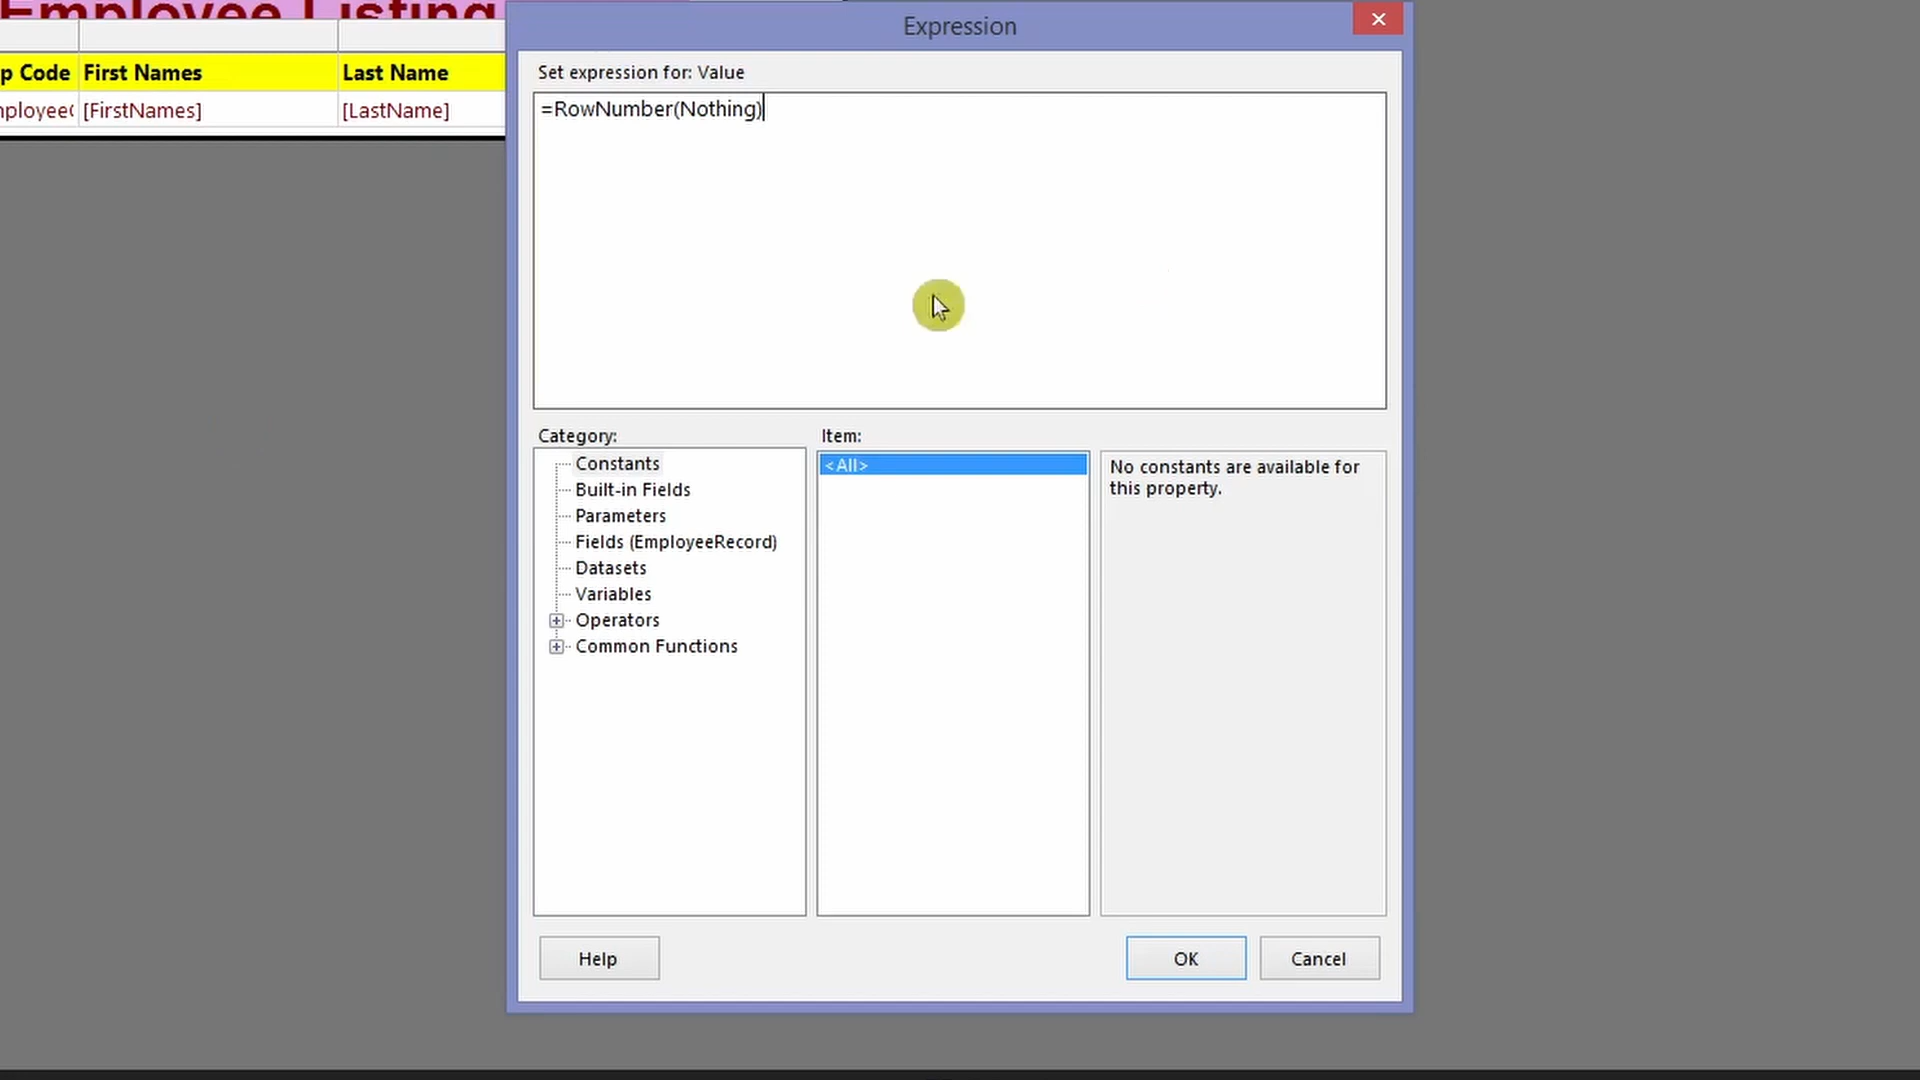 Employee Listing
p Code First Names Last Name
[FirstNames] [LastName]
Expression
Set expression for: Value
=RowNumber(Nothing)
Category:
Item:
Constants
Built-in Fields
Parameters
Fields (EmployeeRecord)
Datasets
Variables
Operators
Common Functions
<All>
No constants are available for
this property.
Help
OK
Cancel